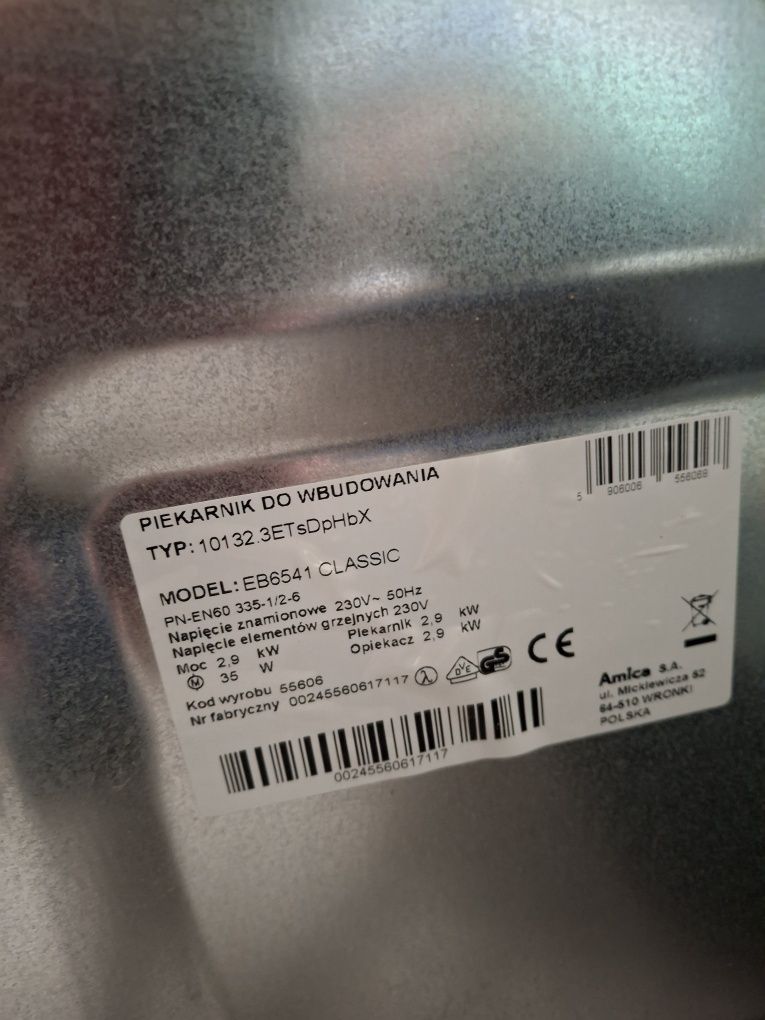 PIEKARNIK DO WBUDOWANIA
5 906006 556068
TYP: 10132.3ETsDpHbX
MODEL: EB6541 CLASSIC
PN-EN60 335-1/2-6
Napięcie znamionowe 230V~ 50Hz
Napięcie elementów grzejnych 230V
Moc 2,9 kW Piekarnik 2,9 kW
M 35 W Opiekacz 2,9 kW
Kod wyrobu 55606
Nr fabryczny 00245560617117
DVE
GS
CE
Amica S.A.
ul. Mickiewicza 52
64-510 WRONKI
POLSKA
00245560617117